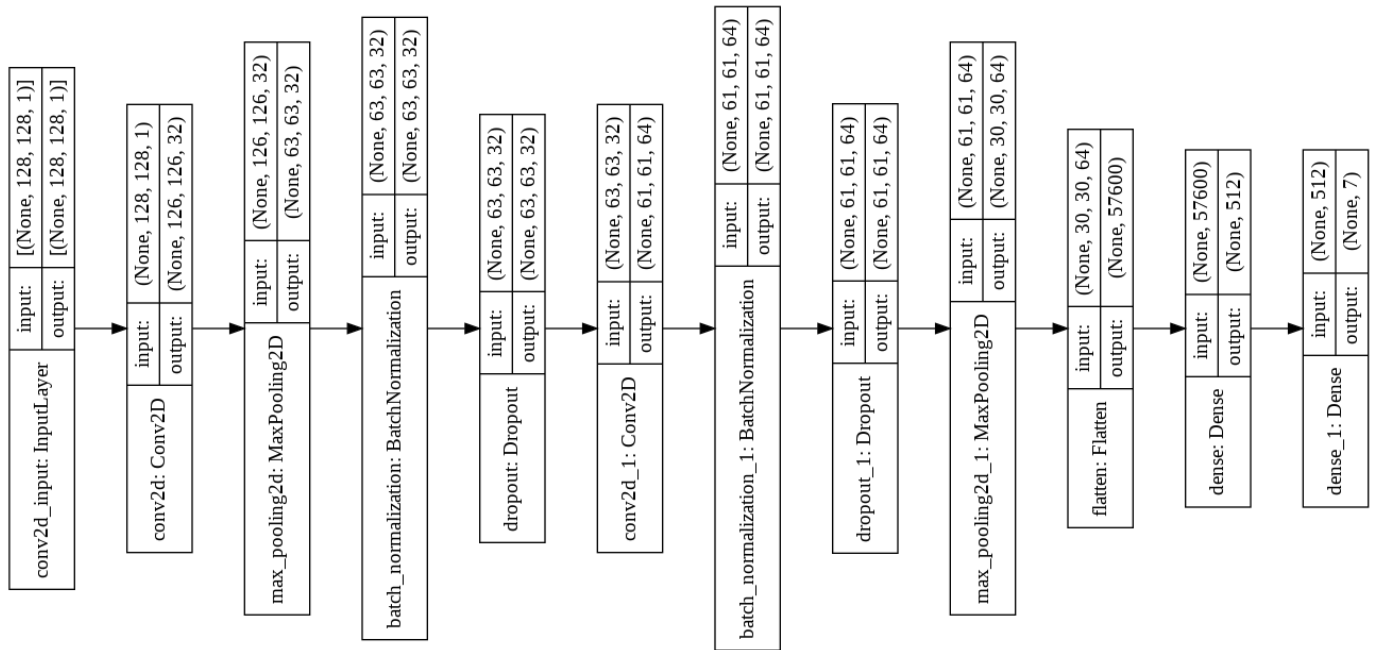 conv2d_input: InputLayer
input:
[(None, 128, 128, 1)]
output:
[(None, 128, 128, 1)]
conv2d: Conv2D
input:
(None, 128, 128, 1)
output:
(None, 126, 126, 32)
max_pooling2d: MaxPooling2D
input:
(None, 126, 126, 32)
output:
(None, 63, 63, 32)
batch_normalization: BatchNormalization
input:
(None, 63, 63, 32)
output:
(None, 63, 63, 32)
dropout: Dropout
input:
(None, 63, 63, 32)
output:
(None, 63, 63, 32)
conv2d_1: Conv2D
input:
(None, 63, 63, 32)
output:
(None, 61, 61, 64)
batch_normalization_1: BatchNormalization
input:
(None, 61, 61, 64)
output:
(None, 61, 61, 64)
dropout_1: Dropout
input:
(None, 61, 61, 64)
output:
(None, 61, 61, 64)
max_pooling2d_1: MaxPooling2D
input:
(None, 61, 61, 64)
output:
(None, 30, 30, 64)
flatten: Flatten
input:
(None, 30, 30, 64)
output:
(None, 57600)
dense: Dense
input:
(None, 57600)
output:
(None, 512)
dense_1: Dense
input:
(None, 512)
output:
(None, 7)